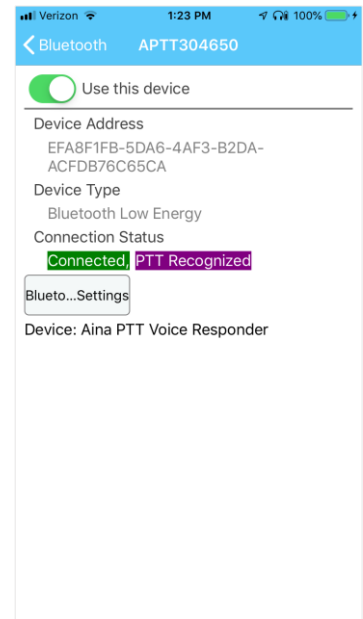 Verizon 1:23 PM 100%
Bluetooth APTT304650
Use this device
Device Address
EFA8F1FB-5DA6-4AF3-B2DA-
ACFDB76C65CA
Device Type
Bluetooth Low Energy
Connection Status
Connected, PTT Recognized
Blueto...Settings
Device: Aina PTT Voice Responder